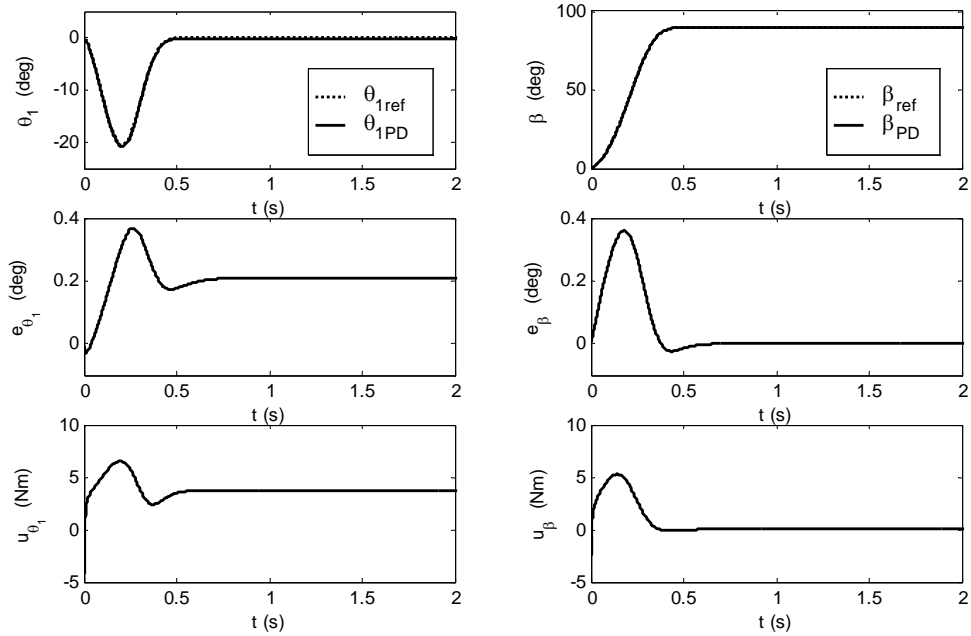 0
-10
-20
θ1 (deg)
θ1ref
θ1PD
0 0.5 1 1.5 2
t (s)
100
50
0
β (deg)
βref
βPD
0 0.5 1 1.5 2
t (s)
0.4
0.2
0
eθ1 (deg)
0 0.5 1 1.5 2
t (s)
0.4
0.2
0
eβ (deg)
0 0.5 1 1.5 2
t (s)
10
5
0
-5
uθ1 (Nm)
0 0.5 1 1.5 2
t (s)
10
5
0
-5
uβ (Nm)
0 0.5 1 1.5 2
t (s)